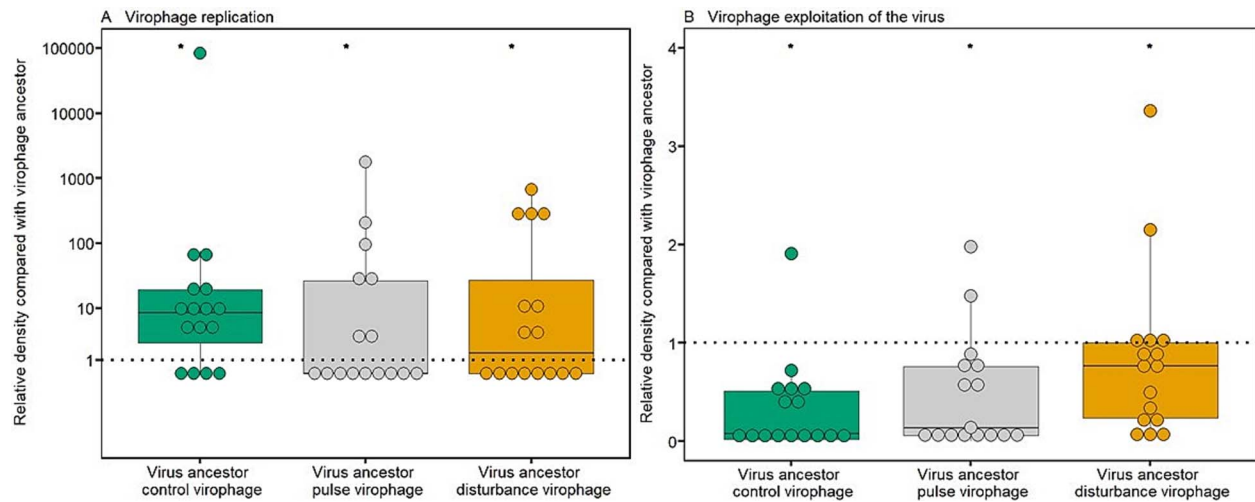 A Virophage replication
Relative density compared with virophage ancestor
100000
10000
1000
100
10
1
* * *
Virus ancestor
control virophage
Virus ancestor
pulse virophage
Virus ancestor
disturbance virophage
B Virophage exploitation of the virus
Relative density compared with virophage ancestor
4
3
2
1
0
* * *
Virus ancestor
control virophage
Virus ancestor
pulse virophage
Virus ancestor
disturbance virophage